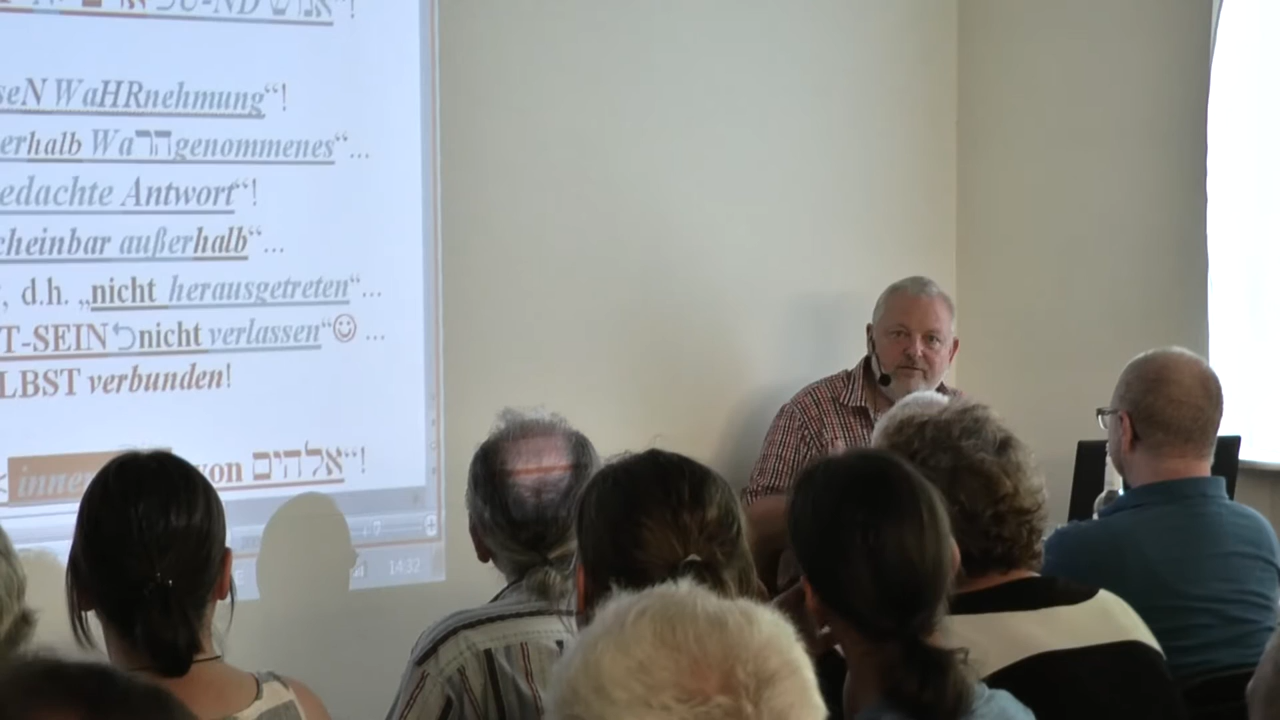 אנוש“!
seN WaHRnehmung“!
erhalb Waהרgenommenes“…
edachte Antwort“!
cheinbar außerhalb“…
, d.h. „nicht herausgetreten“…
T-SEIN⮌nicht verlassen“☺…
LBST verbunden!
von אלהים“!
14:32